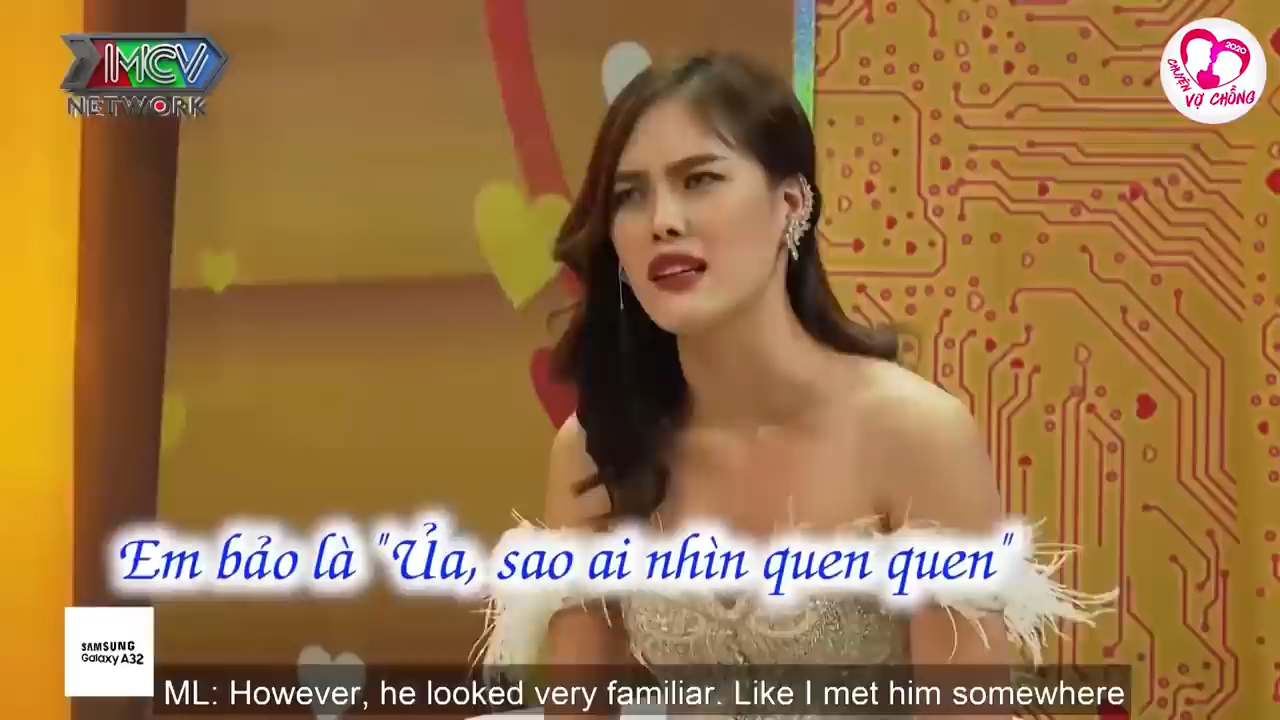 MCV
NETWORK
2020
CHUYỆN
VỢ CHỒNG
Em bảo là "Ủa, sao ai nhìn quen quen"
SAMSUNG
Galaxy A32
ML: However, he looked very familiar. Like I met him somewhere